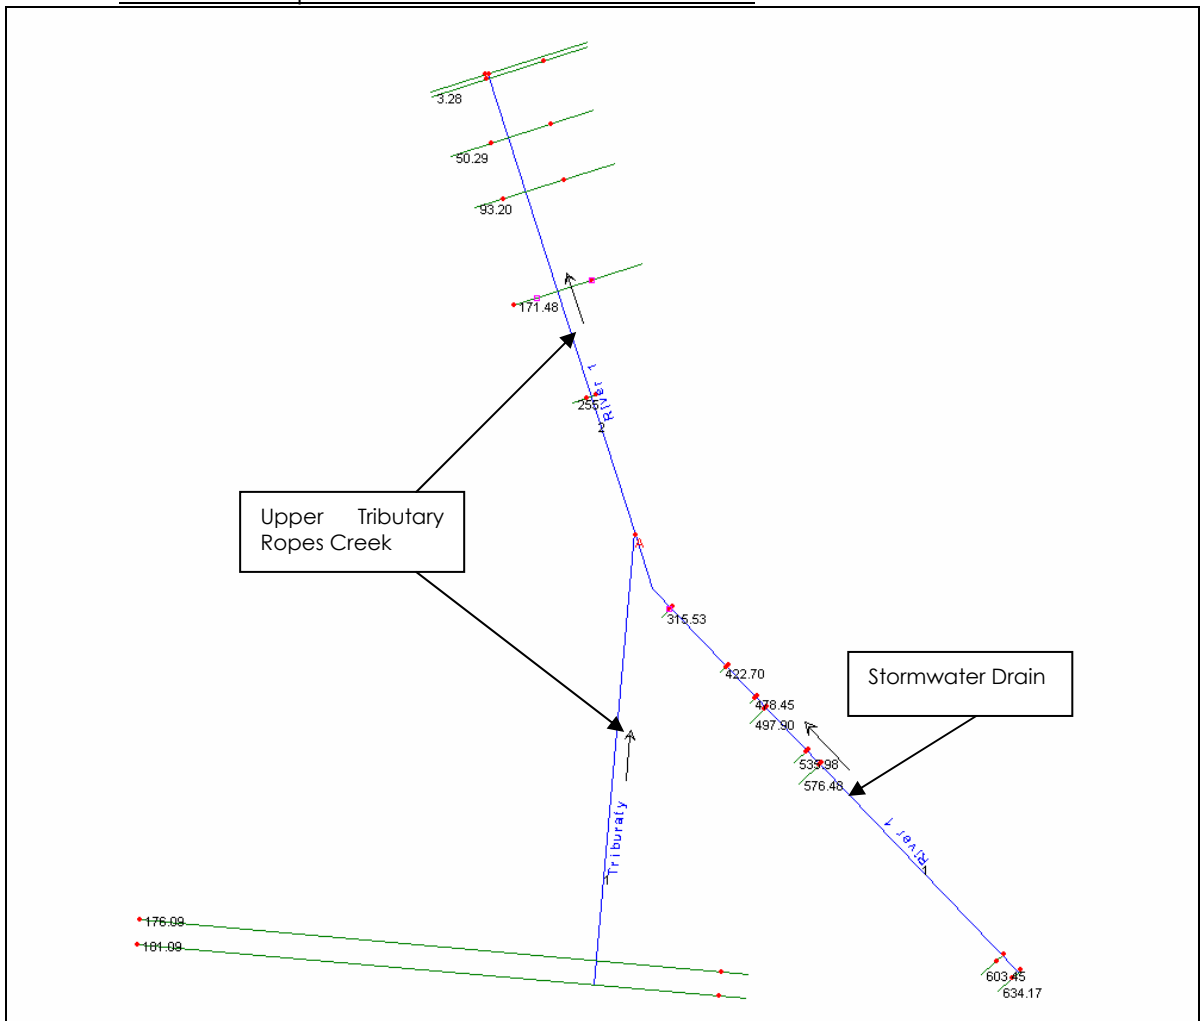 3.28
50.29
93.20
171.48
River 1
255.
2
Upper Tributary
Ropes Creek
A
315.53
422.70
Stormwater Drain
478.45
497.90
535.98
576.48
River 1
1
Triburaty
1
176.09
181.09
603.45
634.17